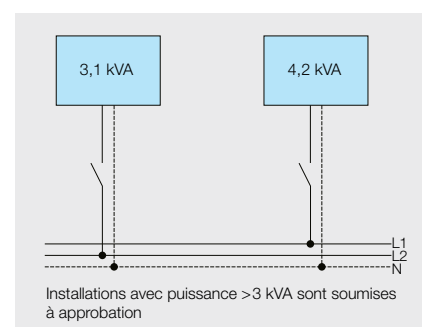 3,1 kVA
4,2 kVA
L1
L2
N
Installations avec puissance >3 kVA sont soumises
à approbation